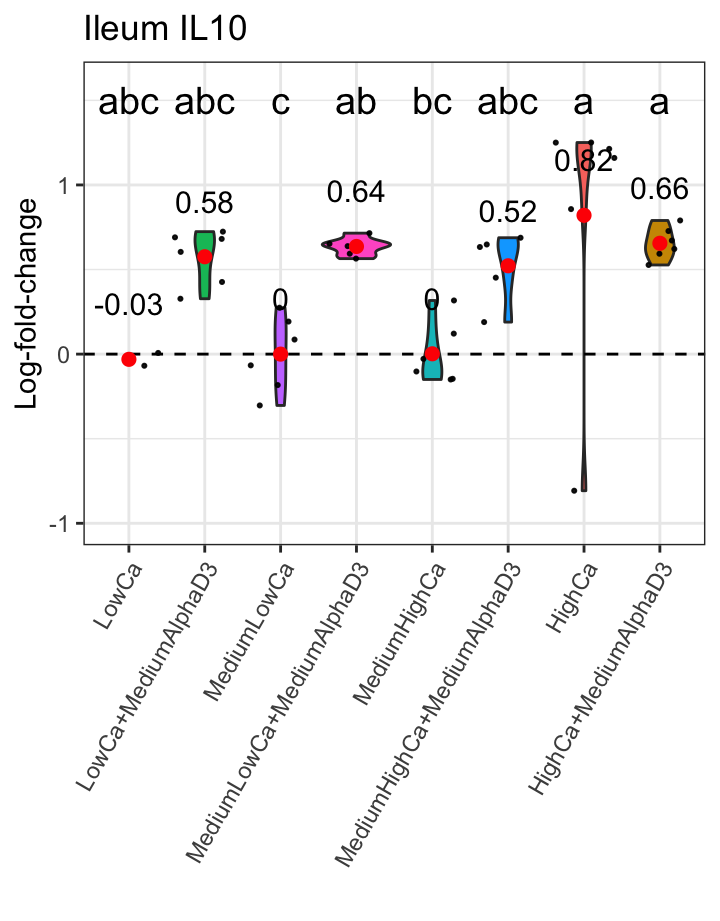 Ileum IL10
abc abc c ab bc abc a a
-0.03 0.58 0 0.64 0 0.52 0.82 0.66
Log-fold-change
1
0
-1
LowCa
LowCa+MediumAlphaD3
MediumLowCa
MediumLowCa+MediumAlphaD3
MediumHighCa
MediumHighCa+MediumAlphaD3
HighCa
HighCa+MediumAlphaD3